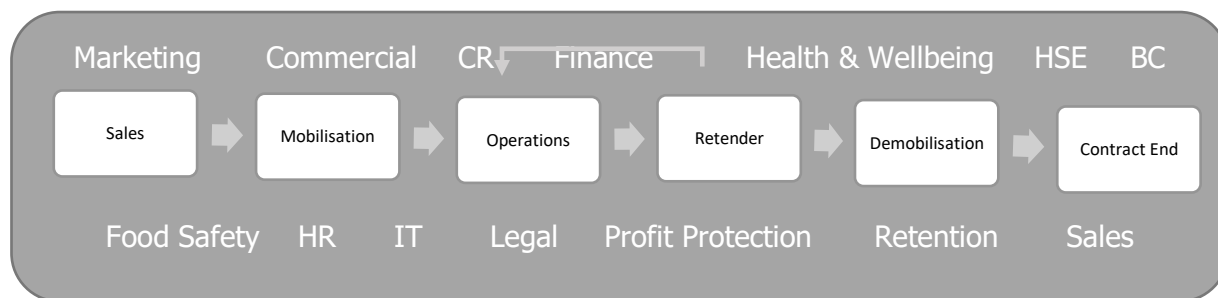 Marketing Commercial CR Finance Health & Wellbeing HSE BC
Sales Mobilisation Operations Retender Demobilisation Contract End
Food Safety HR IT Legal Profit Protection Retention Sales